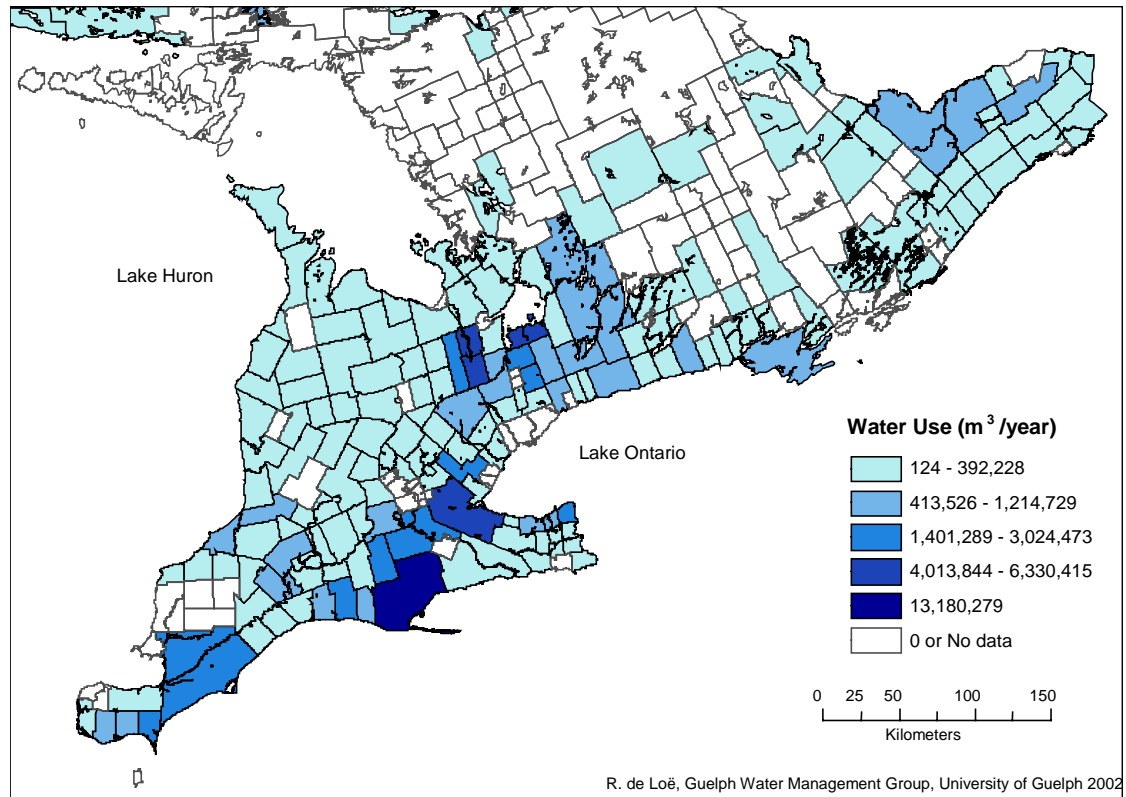 Lake Huron
Lake Ontario
Water Use (m³/year)
124 - 392,228
413,526 - 1,214,729
1,401,289 - 3,024,473
4,013,844 - 6,330,415
13,180,279
0 or No data
0 25 50 100 150
Kilometers
R. de Loë, Guelph Water Management Group, University of Guelph 2002